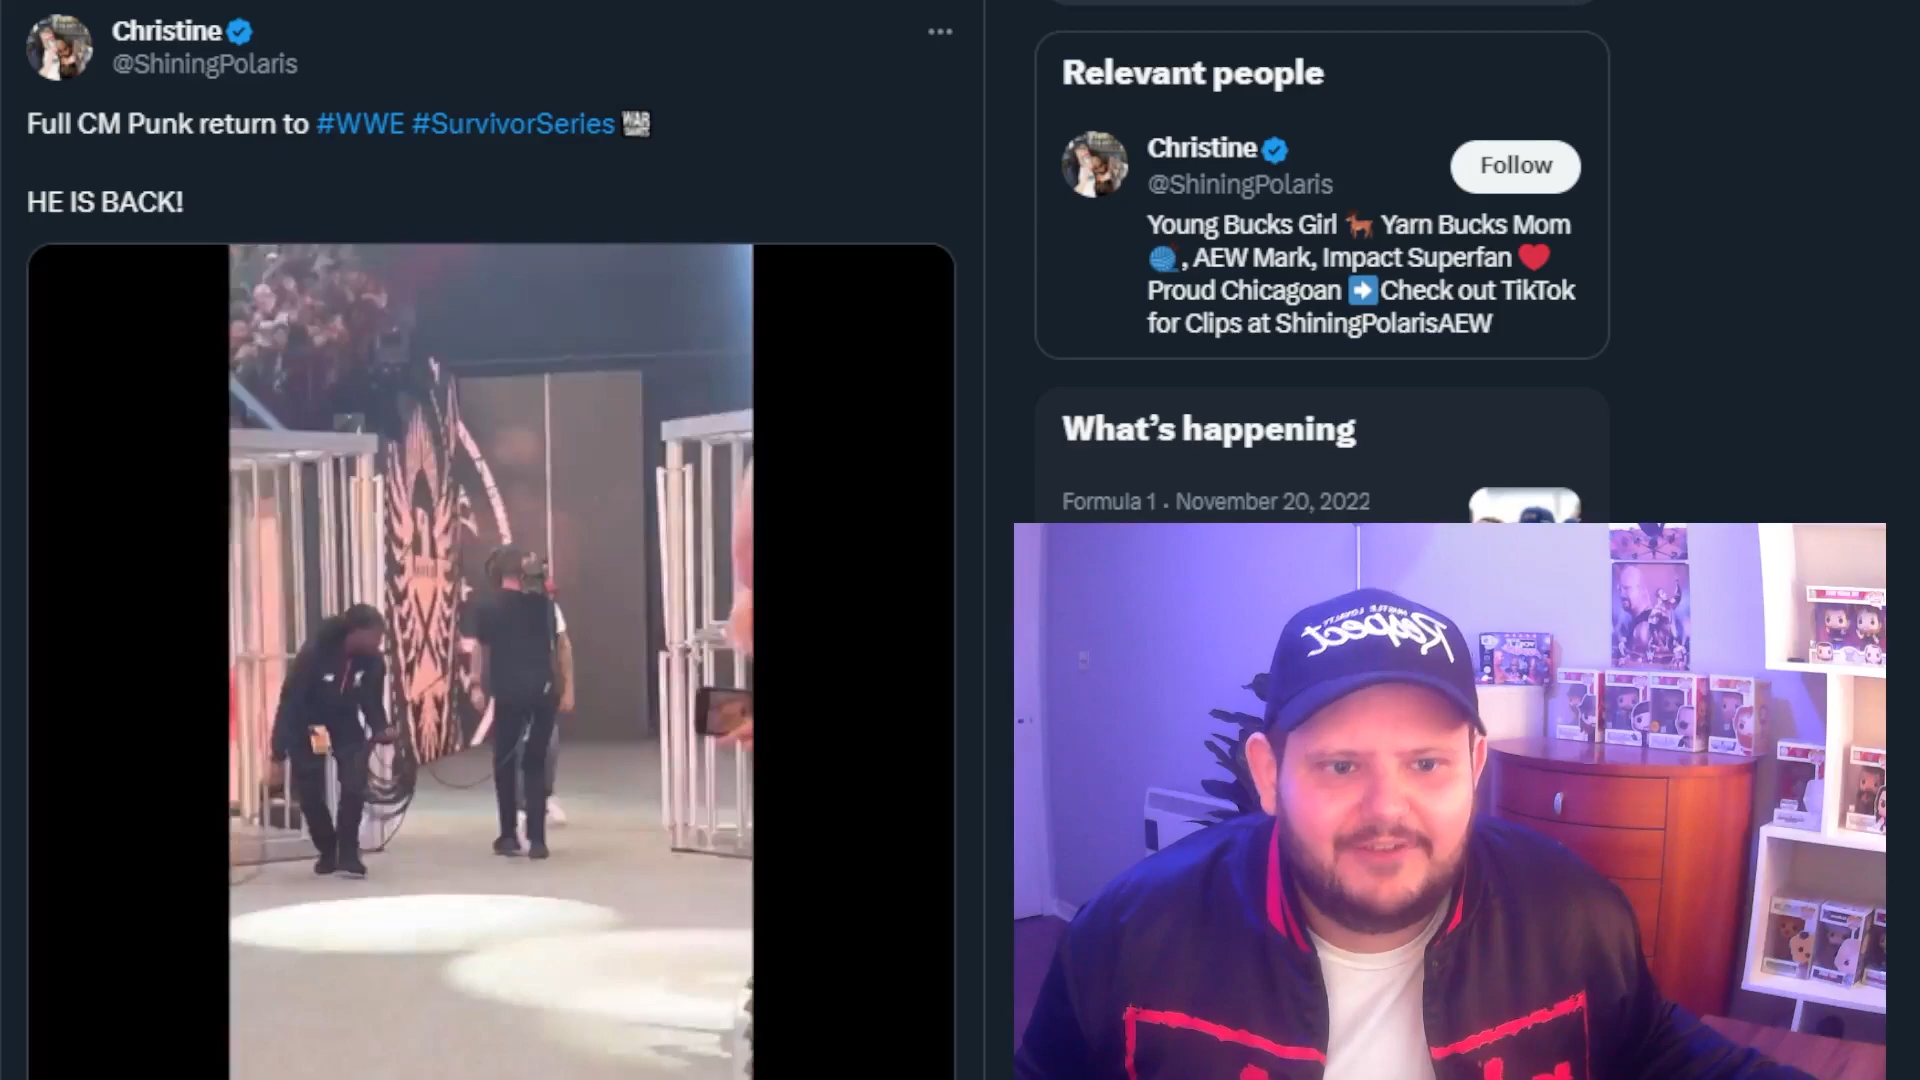 Christine
@ShiningPolaris
Full CM Punk return to #WWE #SurvivorSeries
WAR GAMES
HE IS BACK!
Relevant people
Christine
@ShiningPolaris
Follow
Young Bucks Girl 🦌 Yarn Bucks Mom
🧶, AEW Mark, Impact Superfan ❤️
Proud Chicagoan ➡️Check out TikTok
for Clips at ShiningPolarisAEW
What's happening
Formula 1 · November 20, 2022
Respect